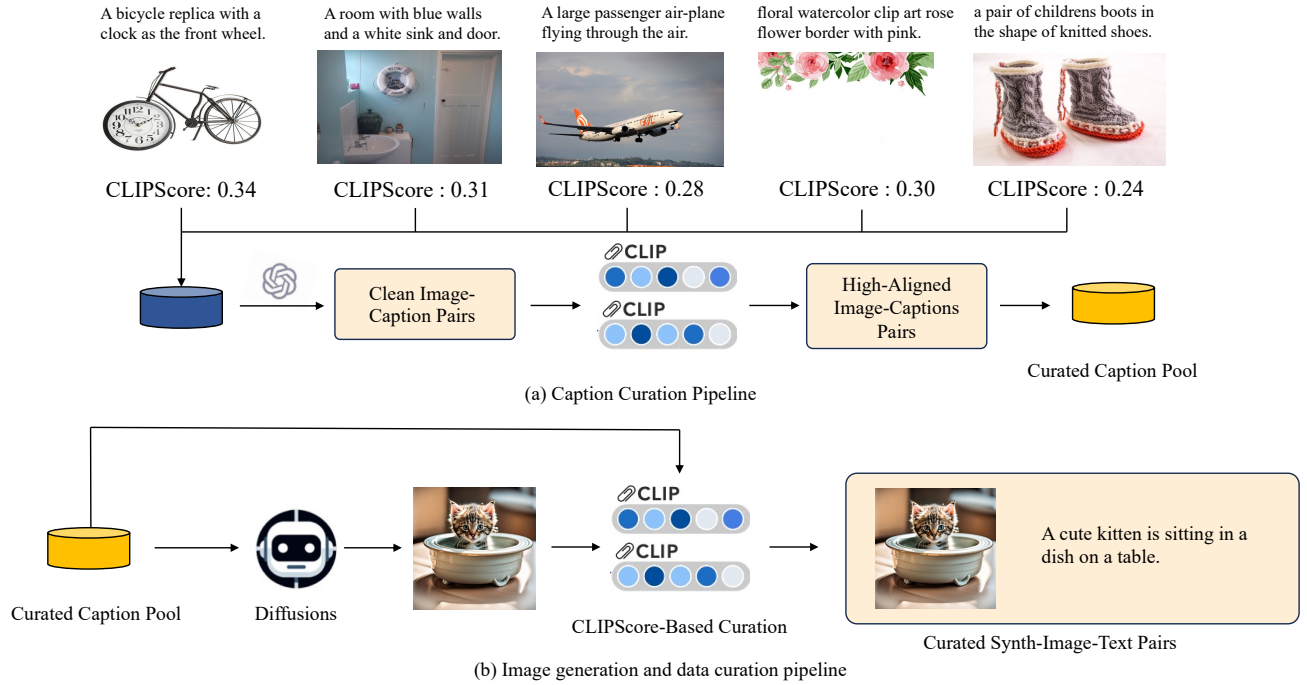 A bicycle replica with a
clock as the front wheel.
A room with blue walls
and a white sink and door.
A large passenger air-plane
flying through the air.
floral watercolor clip art rose
flower border with pink.
a pair of childrens boots in
the shape of knitted shoes.
CLIPScore: 0.34
CLIPScore : 0.31
CLIPScore : 0.28
CLIPScore : 0.30
CLIPScore : 0.24
Clean Image-
Caption Pairs
CLIP
CLIP
High-Aligned
Image-Captions
Pairs
Curated Caption Pool
(a) Caption Curation Pipeline
Curated Caption Pool
Diffusions
CLIP
CLIP
CLIPScore-Based Curation
A cute kitten is sitting in a
dish on a table.
Curated Synth-Image-Text Pairs
(b) Image generation and data curation pipeline